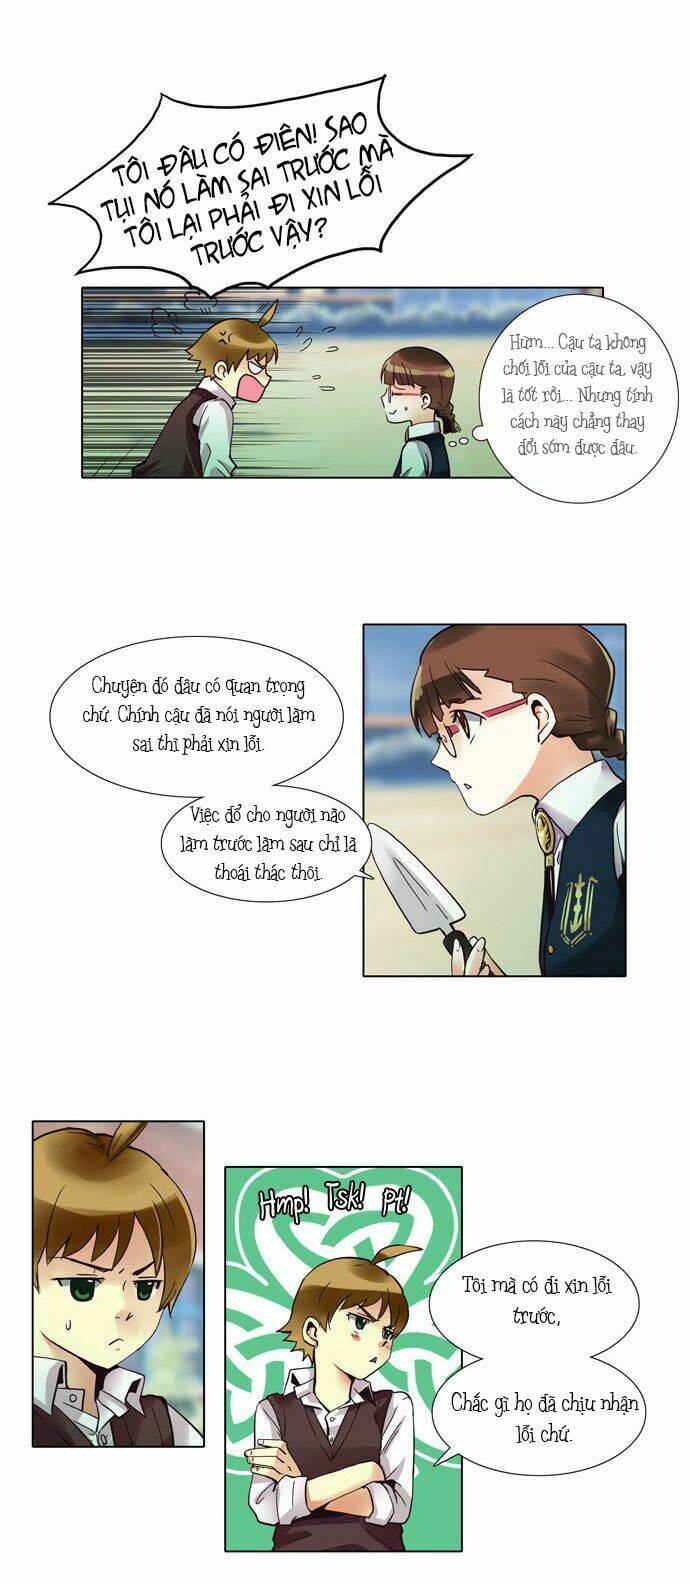 TÔI ĐÂU CÓ ĐIÊN! SAO
TỤI NÓ LÀM SAI TRƯỚC MÀ
TÔI LẠI PHẢI ĐI XIN LỖI
TRƯỚC VẬY?
Hừm... Cậu ta không
chối lỗi của cậu ta, vậy
là tốt rồi... Nhưng tính
cách này chẳng thay
đổi sớm được đâu.
Chuyện đó đâu có quan trọng
chứ. Chính cậu đã nói người làm
sai thì phải xin lỗi.
Việc đổ cho người nào
làm trước làm sau chỉ là
thoái thác thôi.
Hmp! Tsk! Pt!
Tôi mà có đi xin lỗi
trước,
Chắc gì họ đã chịu nhận
lỗi chứ.